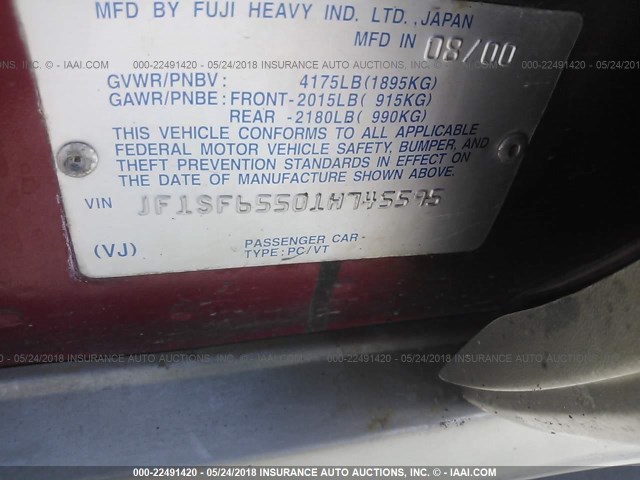 MFD BY FUJI HEAVY IND. LTD., JAPAN
MFD IN 08/00
GVWR/PNBV : 4175LB(1895KG)
GAWR/PNBE : FRONT-2015LB( 915KG)
REAR -2180LB( 990KG)
THIS VEHICLE CONFORMS TO ALL APPLICABLE
FEDERAL MOTOR VEHICLE SAFETY, BUMPER, AND
THEFT PREVENTION STANDARDS IN EFFECT ON
THE DATE OF MANUFACTURE SHOWN ABOVE.
VIN JF1SF65501H745595
(VJ) PASSENGER CAR
TYPE: PC/VT
000-22491420 - 05/24/2018 INSURANCE AUTO AUCTIONS, INC. - © - IAAI.COM